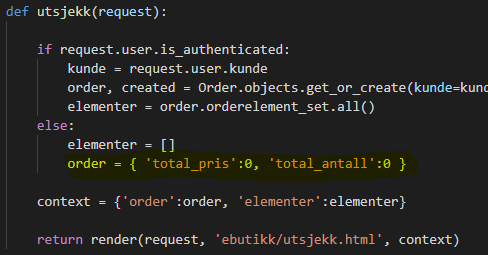 def utsjekk(request):
if request.user.is_authenticated:
kunde = request.user.kunde
order, created = Order.objects.get_or_create(kunde=kund
elementer = order.orderelement_set.all()
else:
elementer = []
order = { 'total_pris':0, 'total_antall':0 }
context = {'order':order, 'elementer':elementer}
return render(request, 'ebutikk/utsjekk.html', context)